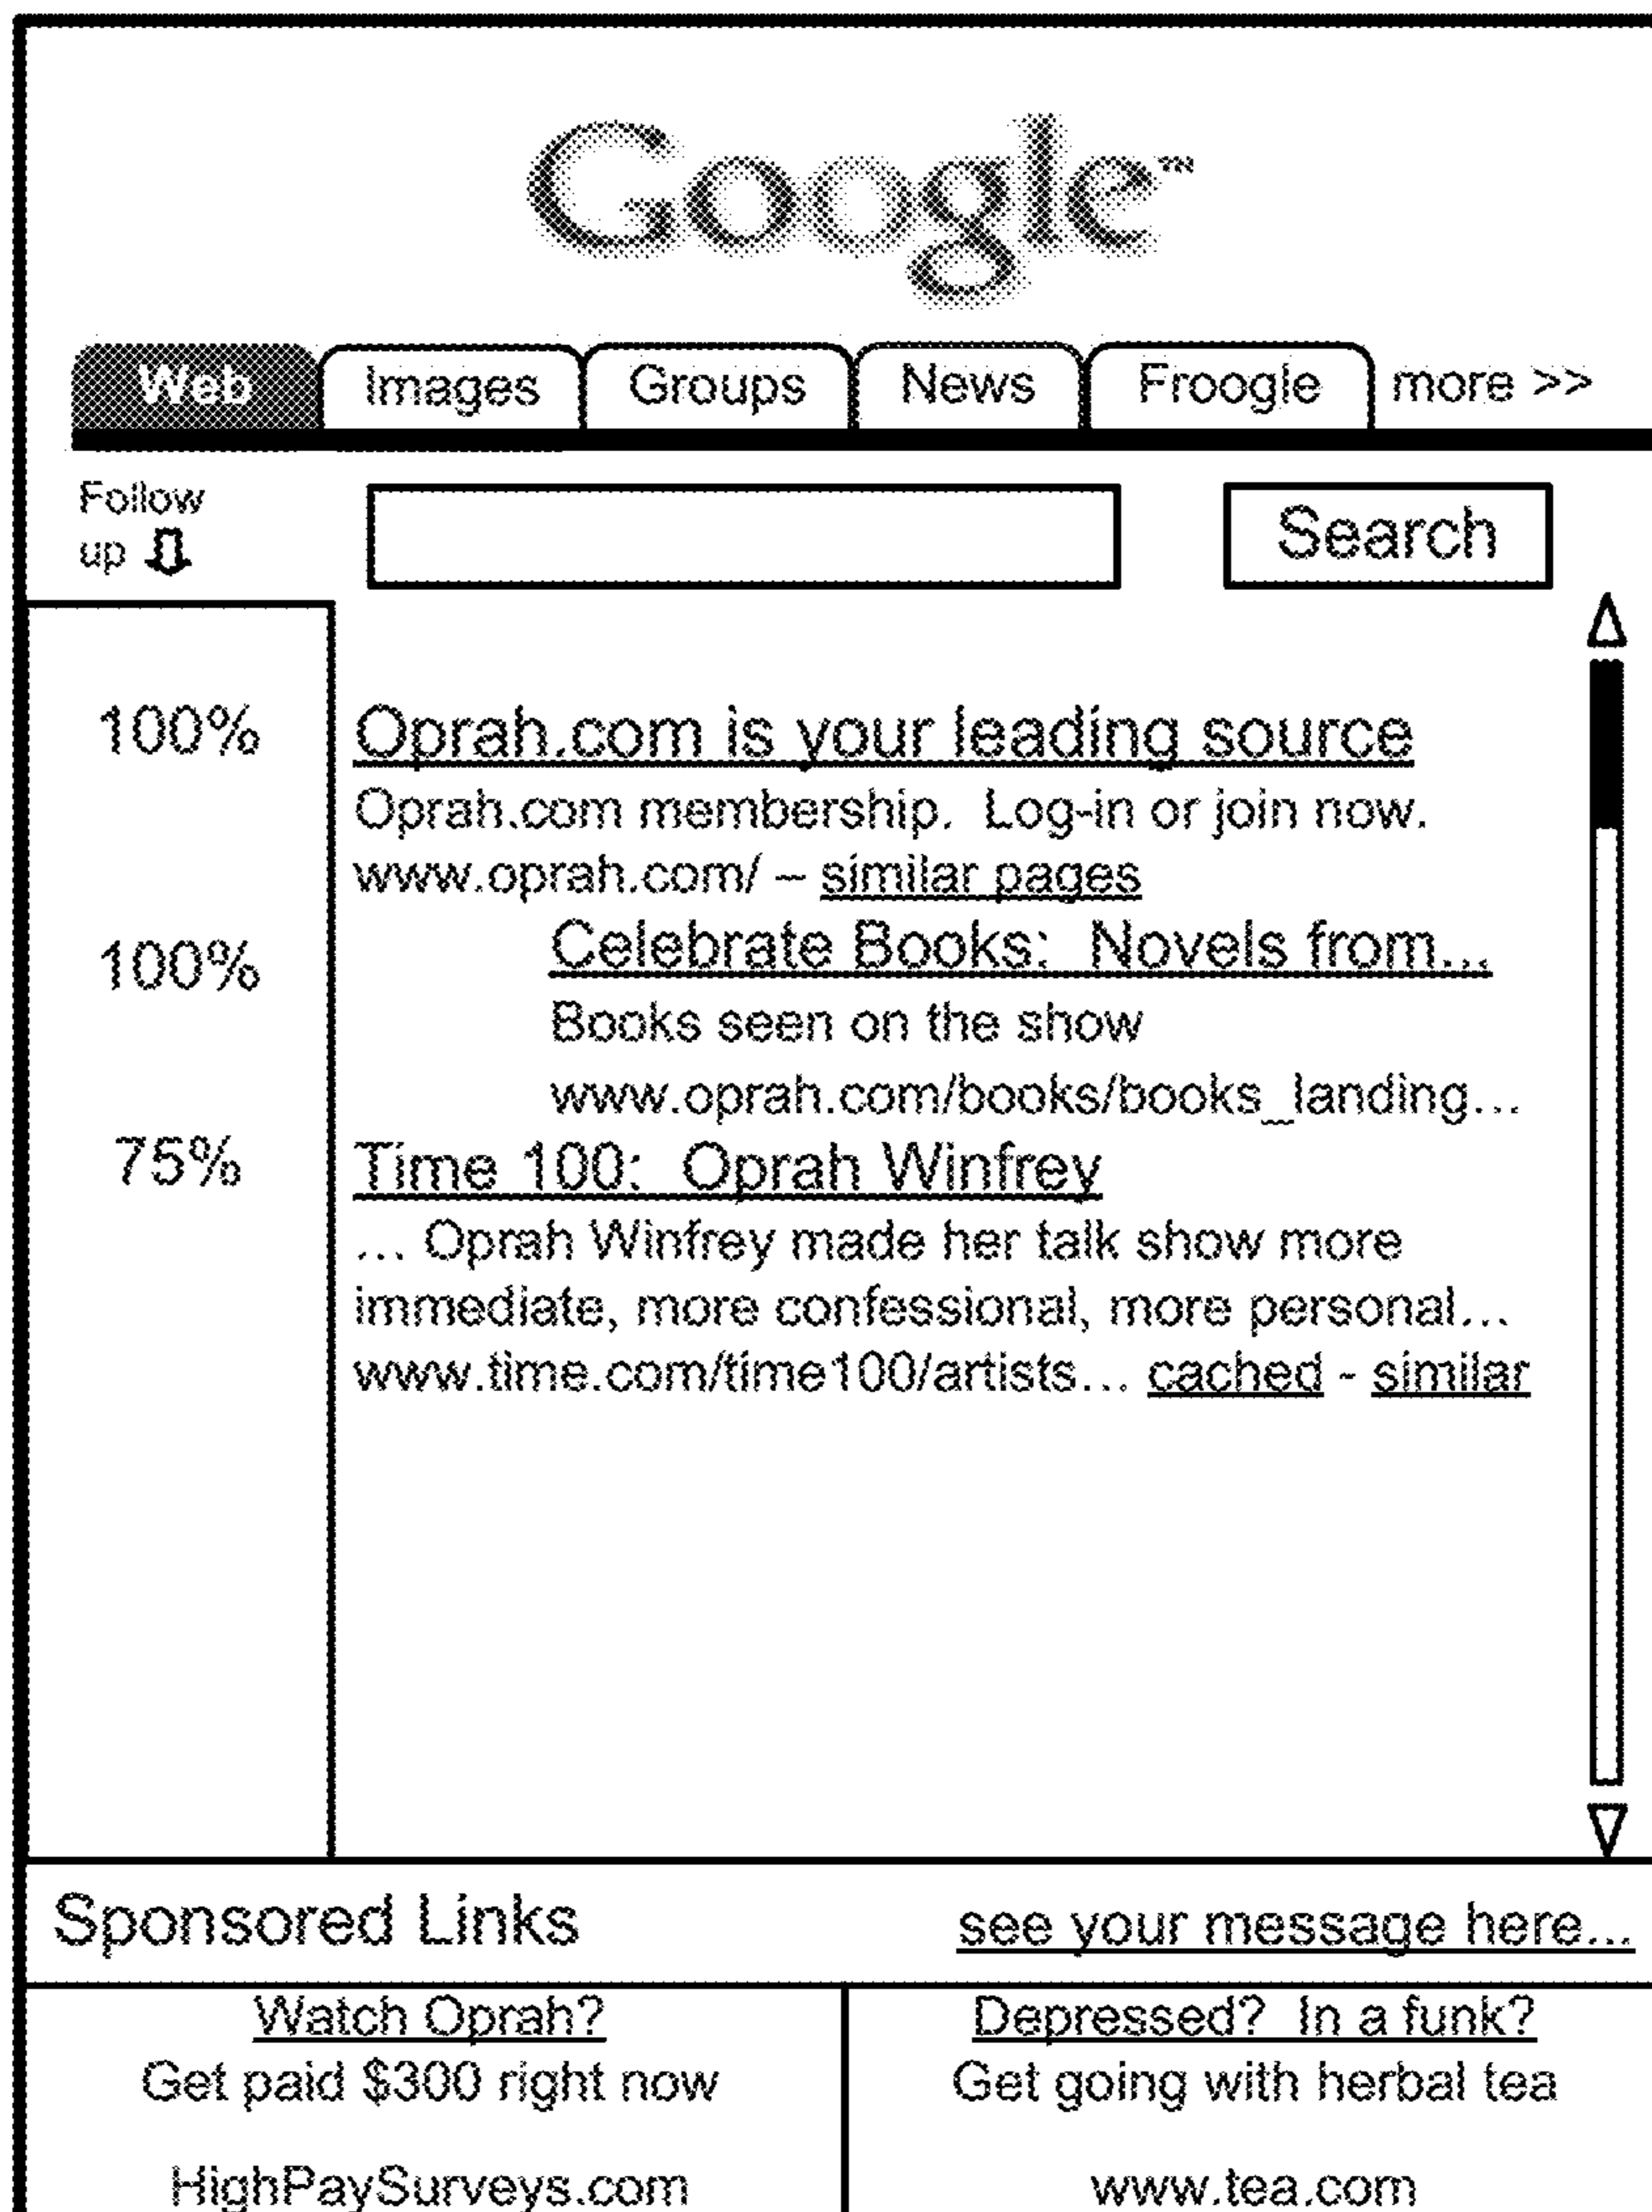 Google™
Web Images Groups News Froogle more >>
Follow
up
Search
100% Oprah.com is your leading source
Oprah.com membership. Log-in or join now.
www.oprah.com/ – similar pages
100% Celebrate Books: Novels from...
Books seen on the show
www.oprah.com/books/books_landing...
75% Time 100: Oprah Winfrey
... Oprah Winfrey made her talk show more
immediate, more confessional, more personal...
www.time.com/time100/artists... cached - similar
Sponsored Links see your message here...
Watch Oprah?
Get paid $300 right now
HighPaySurveys.com
Depressed? In a funk?
Get going with herbal tea
www.tea.com